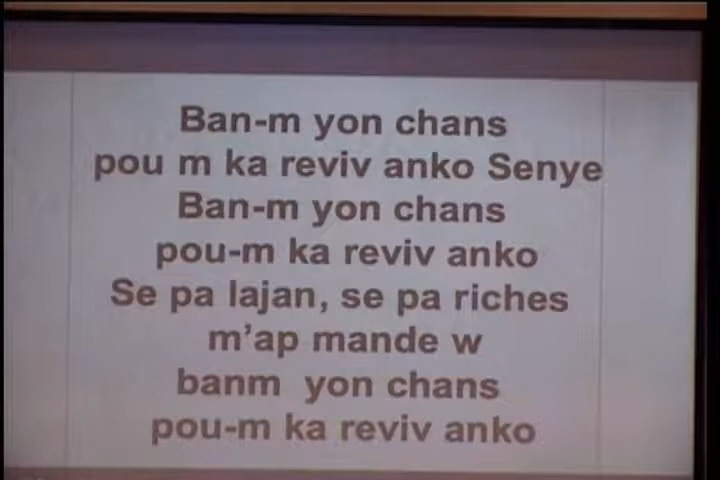 Ban-m yon chans
pou m ka reviv anko Senye
Ban-m yon chans
pou-m ka reviv anko
Se pa lajan, se pa riches
m’ap mande w
banm  yon chans
pou-m ka reviv anko